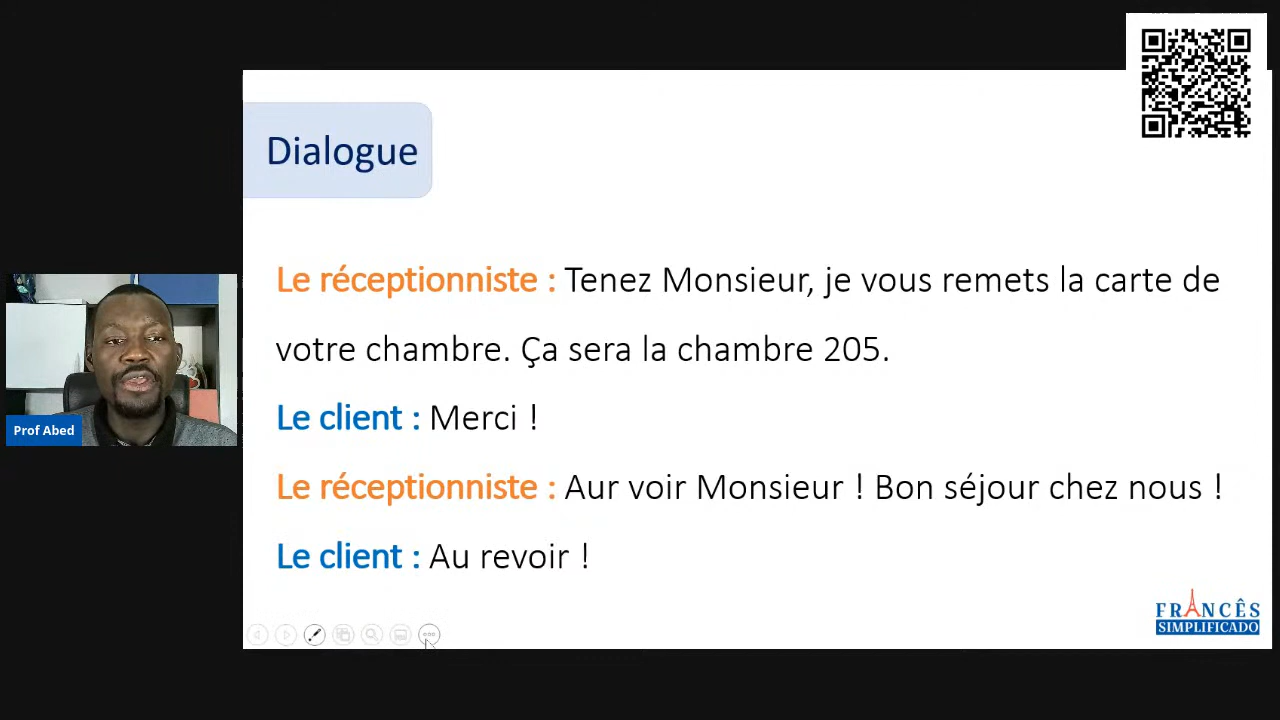 Dialogue
Le réceptionniste : Tenez Monsieur, je vous remets la carte de
votre chambre. Ça sera la chambre 205.
Le client : Merci !
Le réceptionniste : Aur voir Monsieur ! Bon séjour chez nous !
Le client : Au revoir !
Prof Abed
FRANCÊS
SIMPLIFICADO